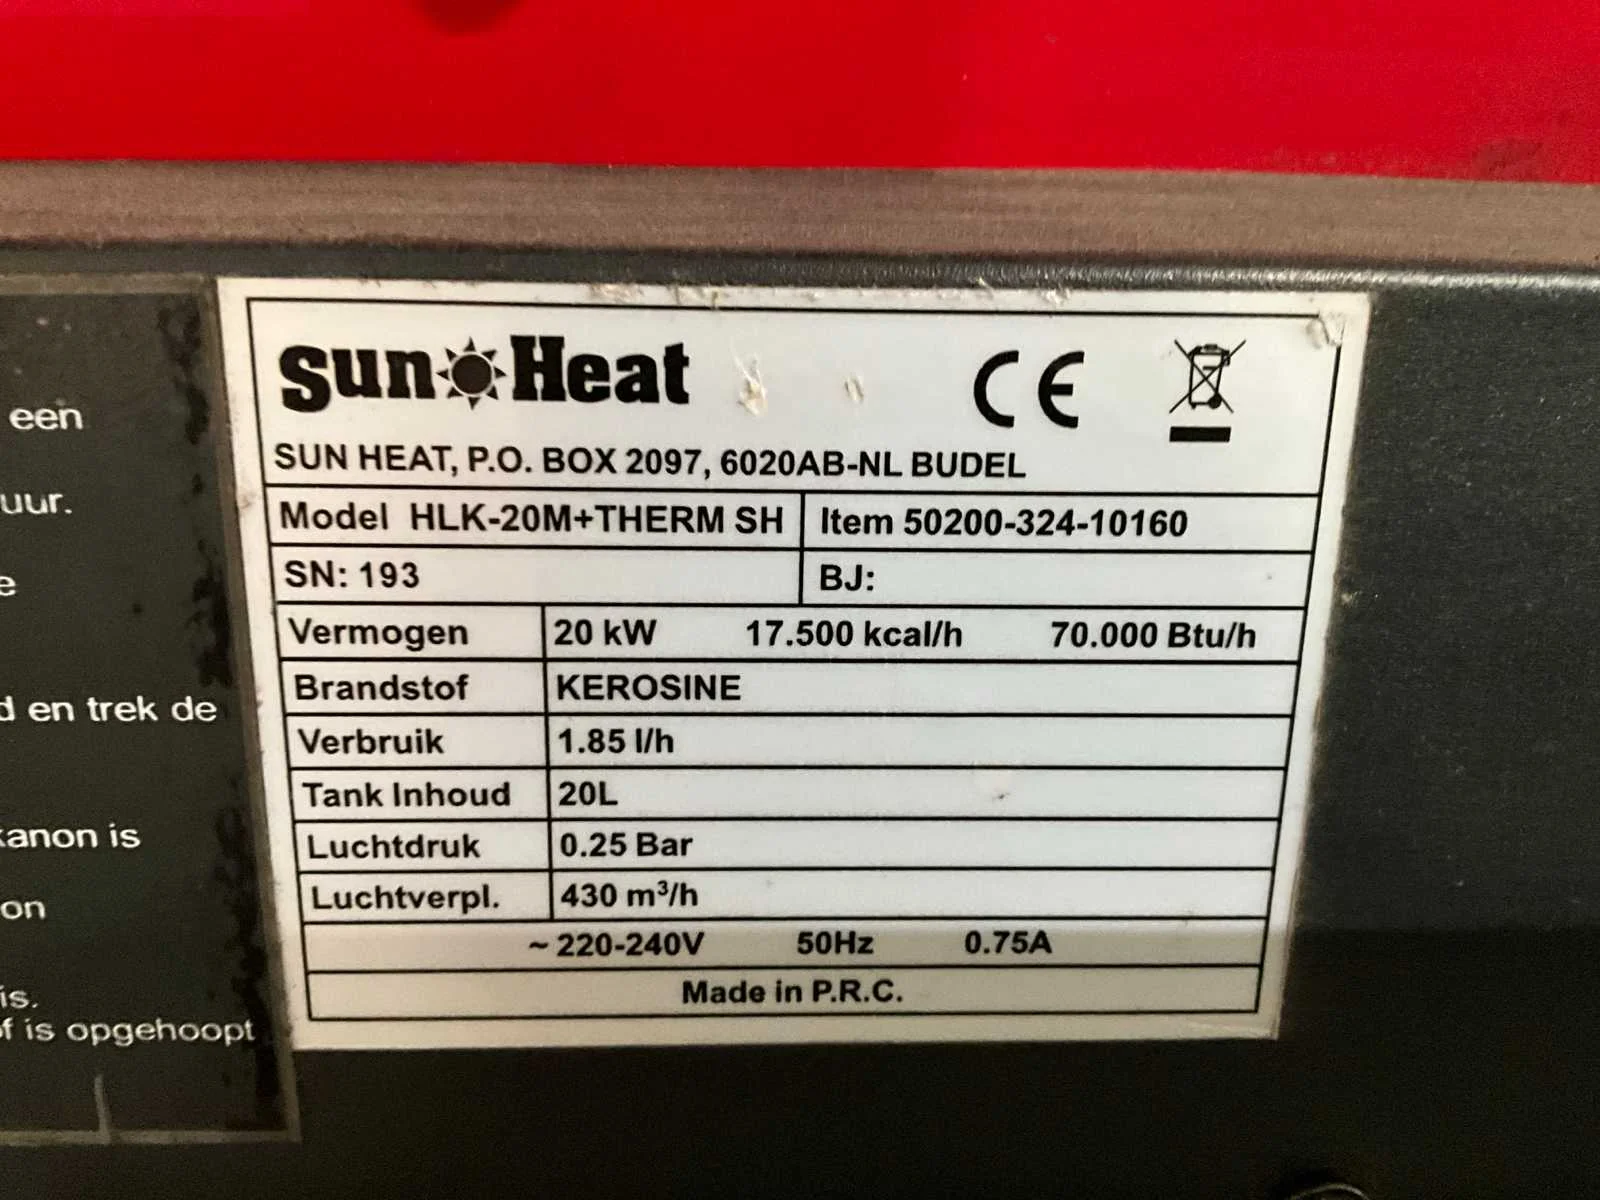 een
uur.
e
d en trek de
kanon is
on
is.
of is opgehoopt
Sun Heat CE
SUN HEAT, P.O. BOX 2097, 6020AB-NL BUDEL
Model HLK-20M+THERM SH Item 50200-324-10160
SN: 193 BJ:
Vermogen 20 kW 17.500 kcal/h 70.000 Btu/h
Brandstof KEROSINE
Verbruik 1.85 l/h
Tank Inhoud 20L
Luchtdruk 0.25 Bar
Luchtverpl. 430 m³/h
~ 220-240V 50Hz 0.75A
Made in P.R.C.